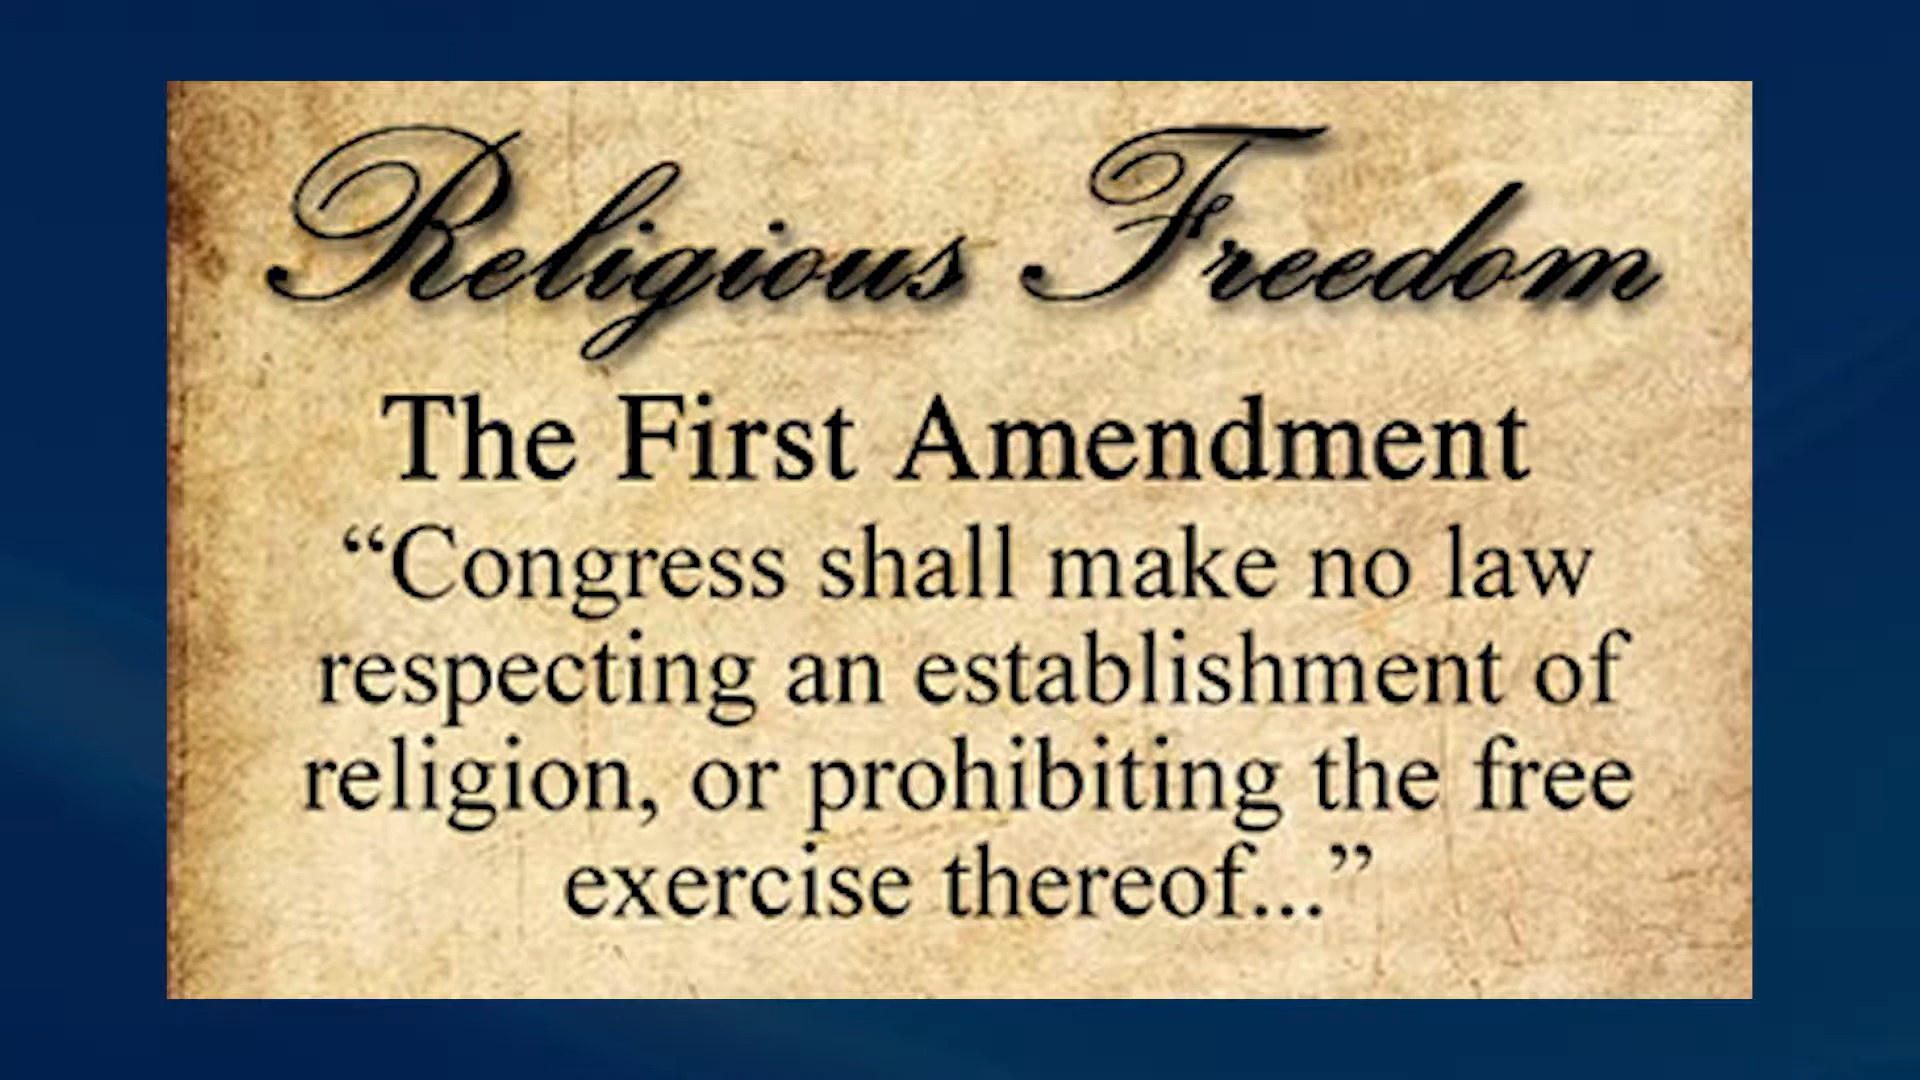 Religious Freedom
The First Amendment
“Congress shall make no law
respecting an establishment of
religion, or prohibiting the free
exercise thereof...”